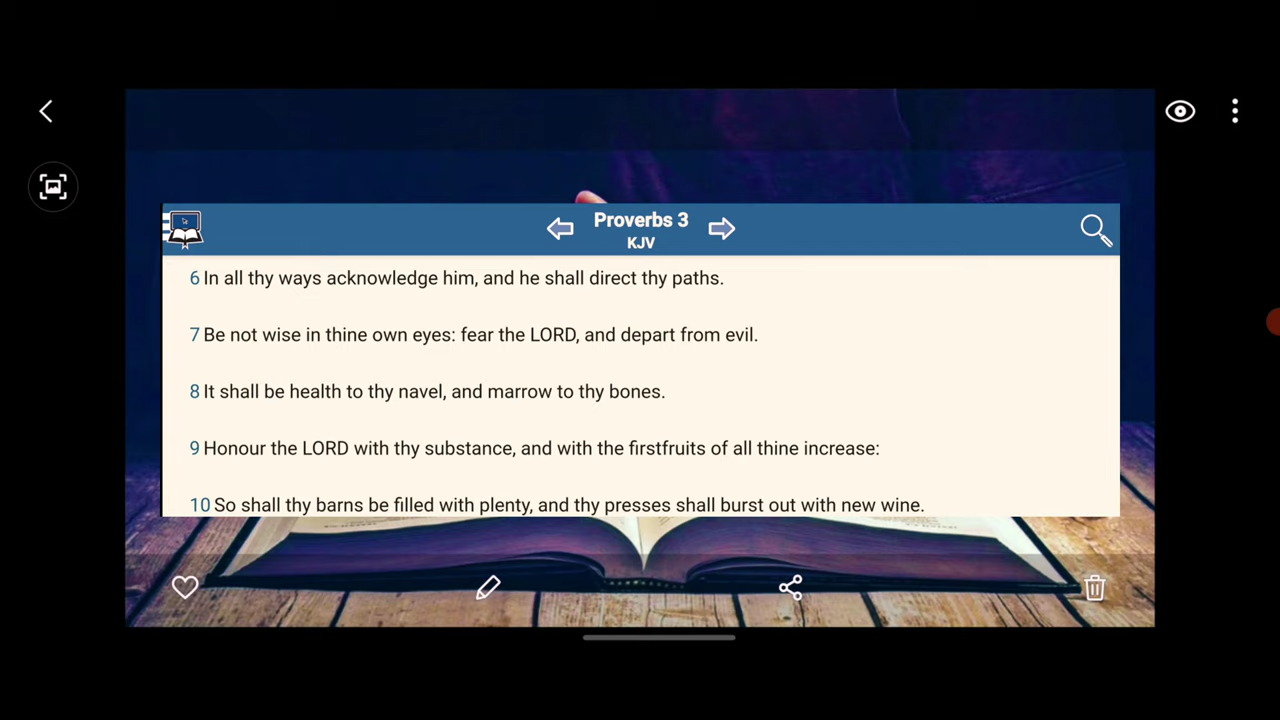 Proverbs 3
KJV
6 In all thy ways acknowledge him, and he shall direct thy paths.
7 Be not wise in thine own eyes: fear the LORD, and depart from evil.
8 It shall be health to thy navel, and marrow to thy bones.
9 Honour the LORD with thy substance, and with the firstfruits of all thine increase:
10 So shall thy barns be filled with plenty, and thy presses shall burst out with new wine.